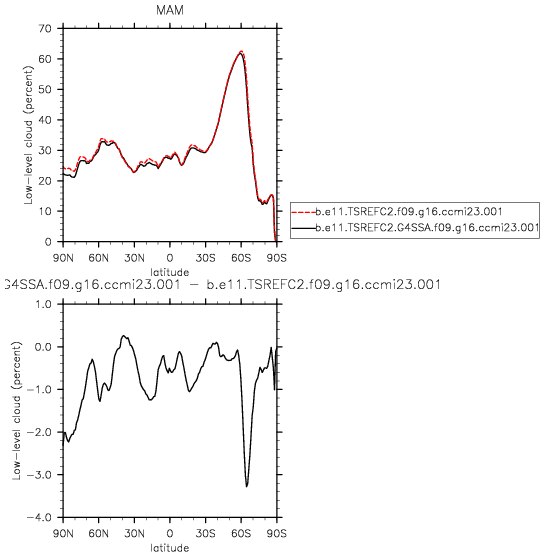 MAM
70
60
50
40
30
20
10
0
Low-level cloud (percent)
90N 60N 30N 0 30S 60S 90S
latitude
b.e11.TSREFC2.f09.g16.ccmi23.001
b.e11.TSREFC2.G4SSA.f09.g16.ccmi23.001
G4SSA.f09.g16.ccmi23.001 - b.e11.TSREFC2.f09.g16.ccmi23.001
1.0
0.0
-1.0
-2.0
-3.0
-4.0
Low-level cloud (percent)
90N 60N 30N 0 30S 60S 90S
latitude